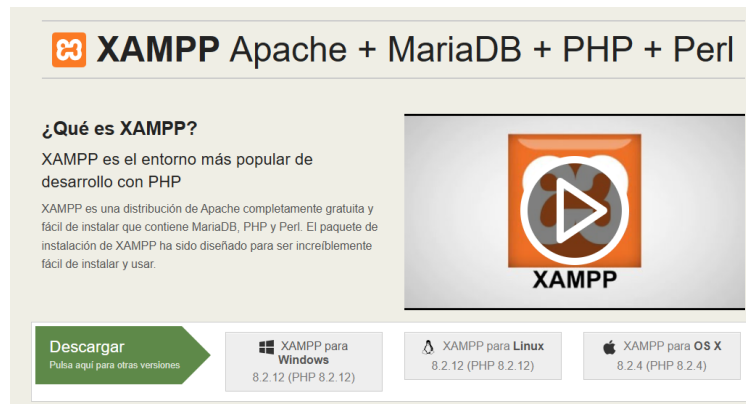 XAMPP Apache + MariaDB + PHP + Perl
¿Qué es XAMPP?
XAMPP es el entorno más popular de
desarrollo con PHP
XAMPP es una distribución de Apache completamente gratuita y
fácil de instalar que contiene MariaDB, PHP y Perl. El paquete de
instalación de XAMPP ha sido diseñado para ser increíblemente
fácil de instalar y usar.
XAMPP
Descargar
Pulsa aquí para otras versiones
XAMPP para
Windows
8.2.12 (PHP 8.2.12)
XAMPP para Linux
8.2.12 (PHP 8.2.12)
XAMPP para OS X
8.2.4 (PHP 8.2.4)